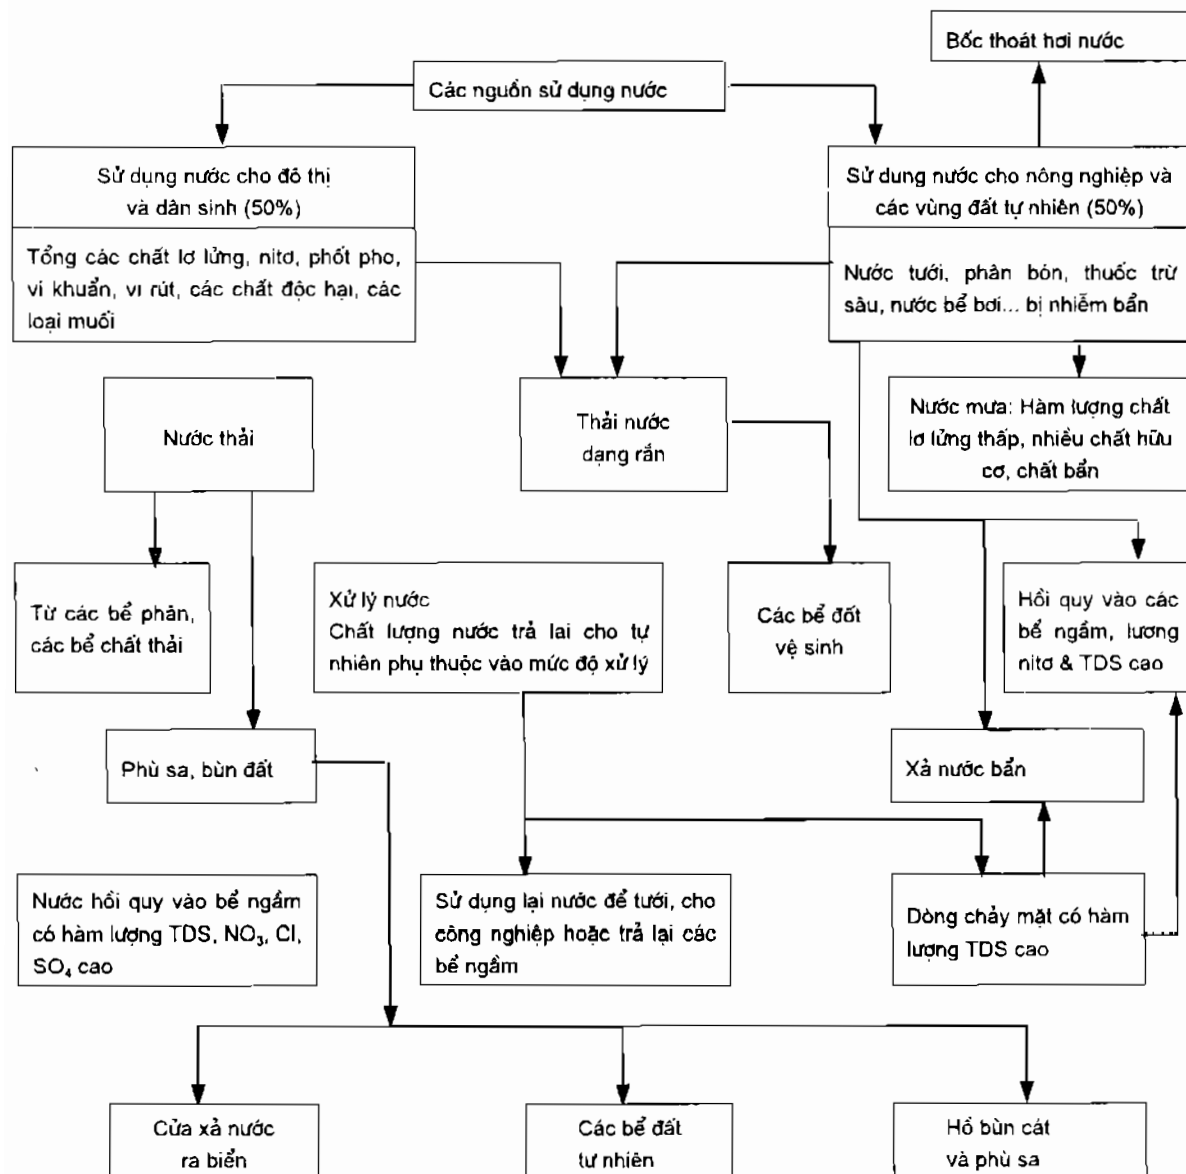 Bốc thoát hơi nước
Các nguồn sử dụng nước
Sử dụng nước cho đô thị
và dân sinh (50%)
Sử dung nước cho nông nghiệp và
các vùng đất tự nhiên (50%)
Tổng các chất lơ lửng, nitơ, phốt pho,
vi khuẩn, vi rút, các chất độc hại, các
loại muối
Nước tưới, phân bón, thuốc trừ
sâu, nước bể bơi... bị nhiễm bẩn
Nước thải
Thải nước
dạng rắn
Nước mưa: Hàm lượng chất
lơ lửng thấp, nhiều chất hữu
cơ, chất bẩn
Từ các bể phân,
các bể chất thải
Xử lý nước
Chất lượng nước trả lai cho tự
nhiên phụ thuộc vào mức độ xử lý
Các bể đốt
vệ sinh
Hồi quy vào các
bể ngầm, lương
nitơ & TDS cao
Phù sa, bùn đất
Xả nước bẩn
Nước hồi quy vào bể ngầm
có hàm lượng TDS, NO₃, Cl,
SO₄ cao
Sử dụng lại nước để tưới, cho
công nghiệp hoặc trả lại các
bể ngầm
Dòng chảy mặt có hàm
lượng TDS cao
Cửa xả nước
ra biển
Các bể đất
tư nhiên
Hồ bùn cát
và phù sa